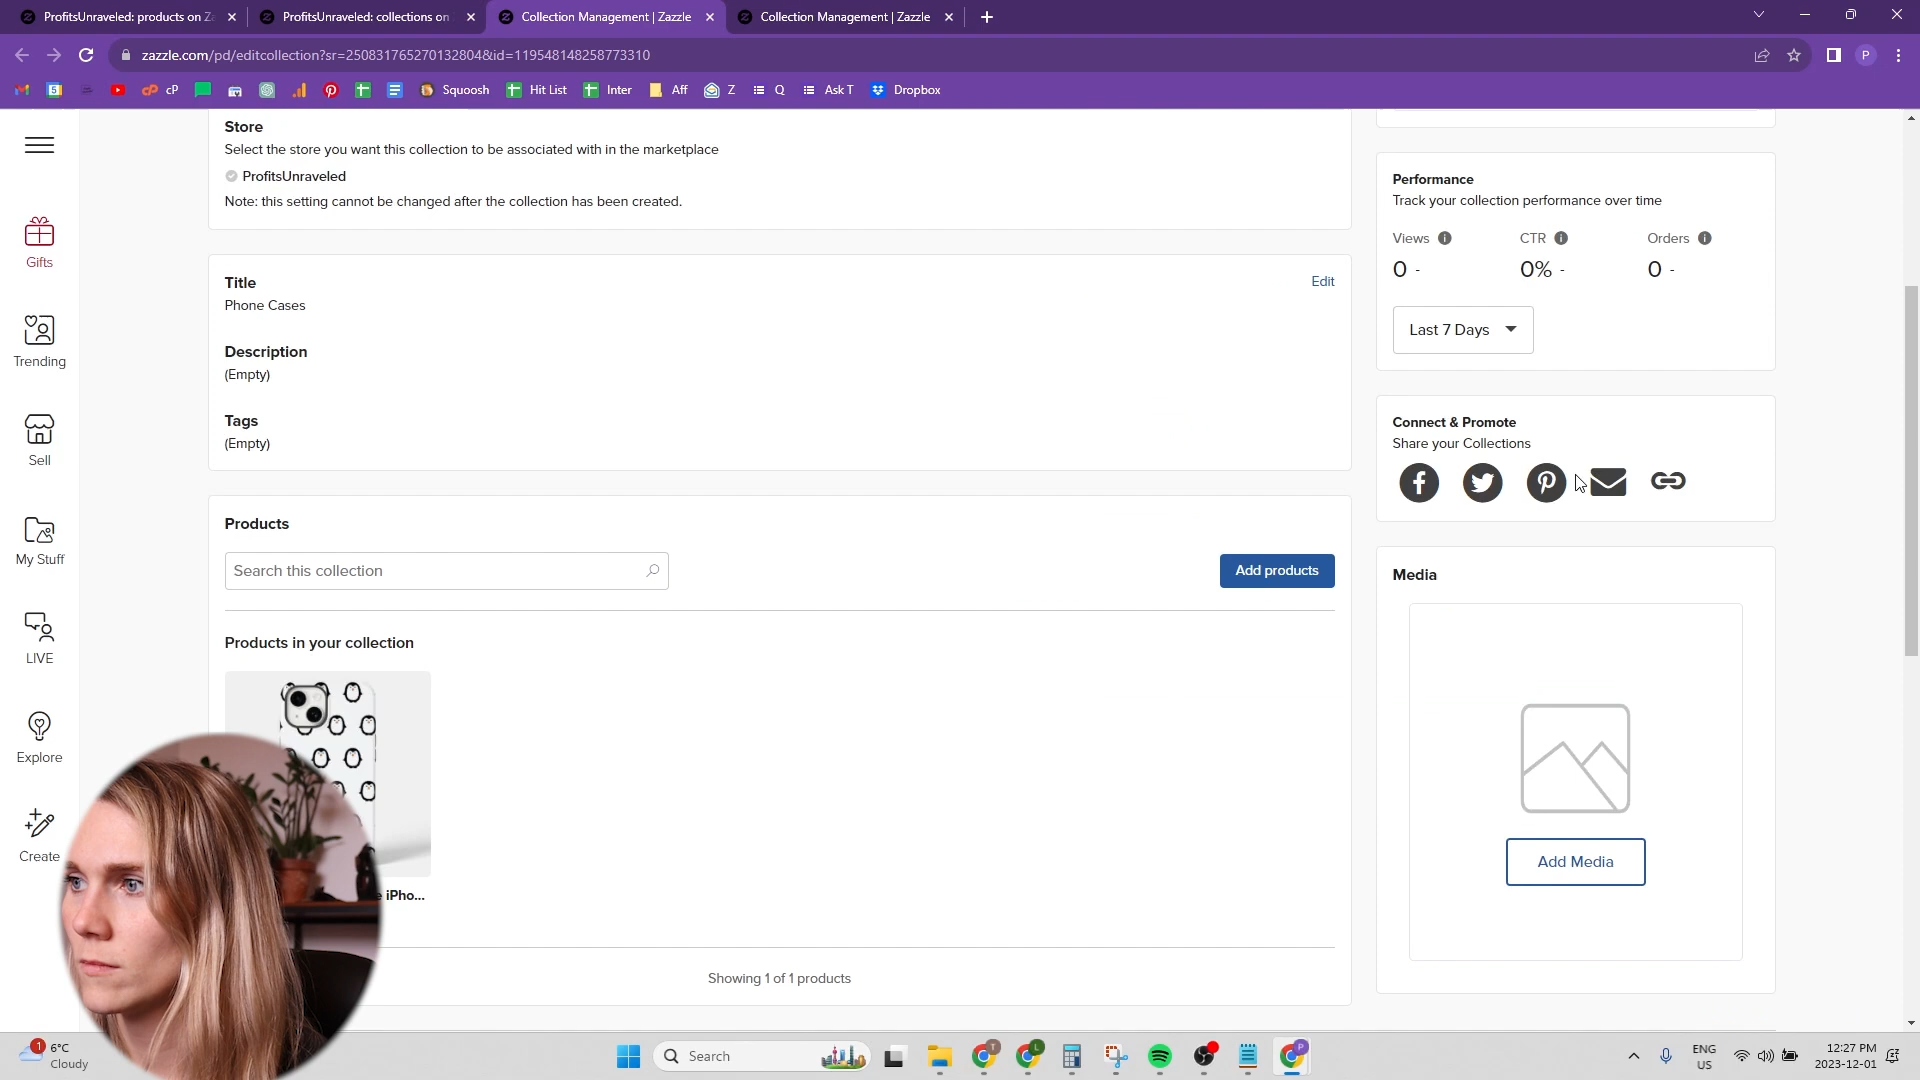 ProfitsUnraveled: products on Za
ProfitsUnraveled: collections on
Collection Management | Zazzle
Collection Management | Zazzle
zazzle.com/pd/editcollection?sr=250831765270132804&id=119548148258773310
P
cP
Squoosh
Hit List
Inter
Aff
Z
Q
Ask T
Dropbox
Gifts
Trending
Sell
My Stuff
LIVE
Explore
Create
Store
Select the store you want this collection to be associated with in the marketplace
ProfitsUnraveled
Note: this setting cannot be changed after the collection has been created.
Title
Edit
Phone Cases
Description
(Empty)
Tags
(Empty)
Products
Search this collection
Add products
Products in your collection
e iPho...
Showing 1 of 1 products
Performance
Track your collection performance over time
Views
CTR
Orders
0 -
0% -
0 -
Last 7 Days
Connect & Promote
Share your Collections
Media
Add Media
1
6°C
Cloudy
Search
T
L
P
ENG
US
12:27 PM
2023-12-01